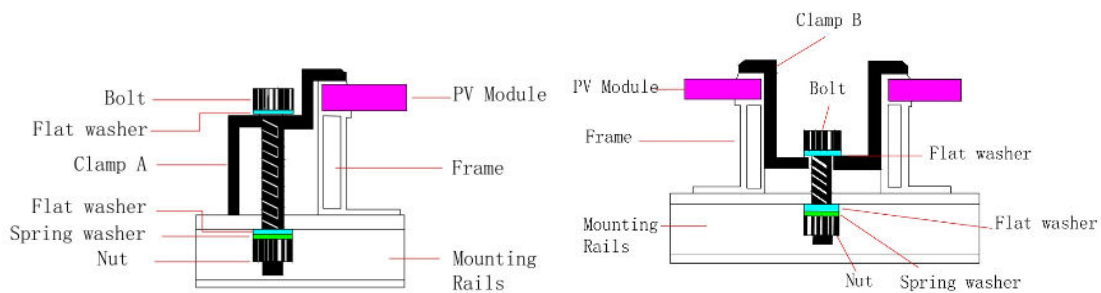 Bolt
Flat washer
Clamp A
Flat washer
Spring washer
Nut
PV Module
Frame
Mounting
Rails
Clamp B
PV Module
Bolt
Frame
Flat washer
Mounting
Rails
Flat washer
Nut
Spring washer